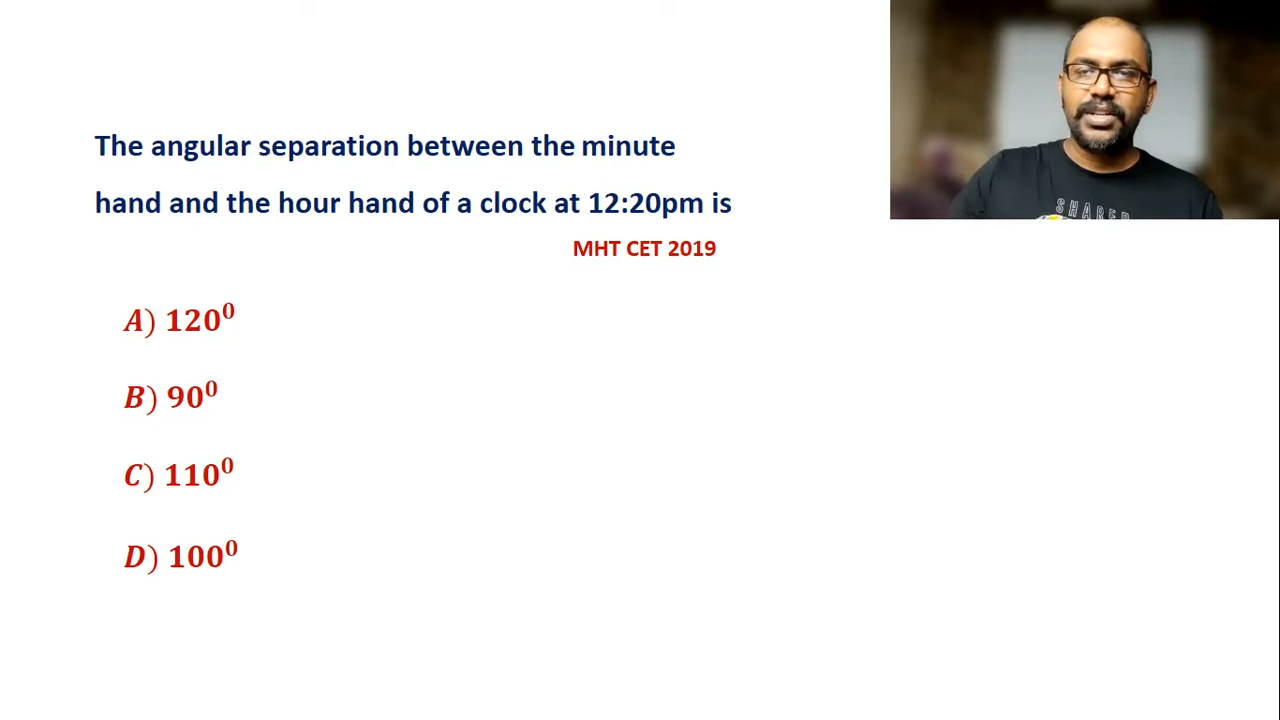 The angular separation between the minute
hand and the hour hand of a clock at 12:20pm is
MHT CET 2019
A) 120⁰
B) 90⁰
C) 110⁰
D) 100⁰
SHARED